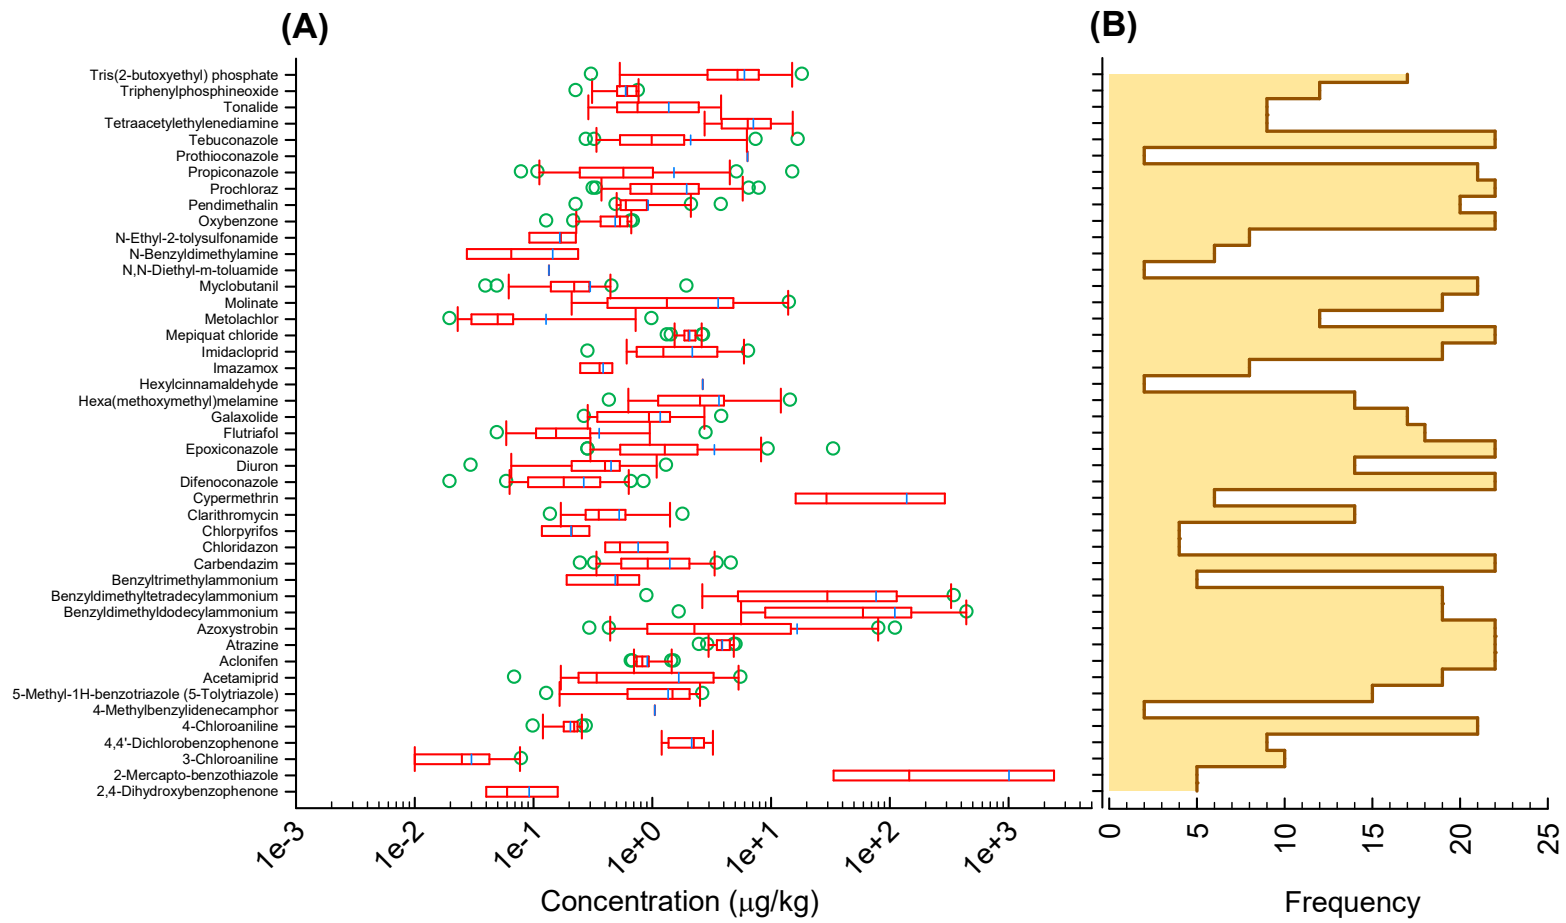 (A)
(B)
Tris(2-butoxyethyl) phosphate
Triphenylphosphineoxide
Tonalide
Tetraacetylethylenediamine
Tebuconazole
Prothioconazole
Propiconazole
Prochloraz
Pendimethalin
Oxybenzone
N-Ethyl-2-tolysulfonamide
N-Benzyldimethylamine
N,N-Diethyl-m-toluamide
Myclobutanil
Molinate
Metolachlor
Mepiquat chloride
Imidacloprid
Imazamox
Hexylcinnamaldehyde
Hexa(methoxymethyl)melamine
Galaxolide
Flutriafol
Epoxiconazole
Diuron
Difenoconazole
Cypermethrin
Clarithromycin
Chlorpyrifos
Chloridazon
Carbendazim
Benzyltrimethylammonium
Benzyldimethyltetradecylammonium
Benzyldimethyldodecylammonium
Azoxystrobin
Atrazine
Aclonifen
Acetamiprid
5-Methyl-1H-benzotriazole (5-Tolytriazole)
4-Methylbenzylidenecamphor
4-Chloroaniline
4,4'-Dichlorobenzophenone
3-Chloroaniline
2-Mercapto-benzothiazole
2,4-Dihydroxybenzophenone
1e-3 1e-2 1e-1 1e+0 1e+1 1e+2 1e+3
0 5 10 15 20 25
Concentration (μg/kg)
Frequency